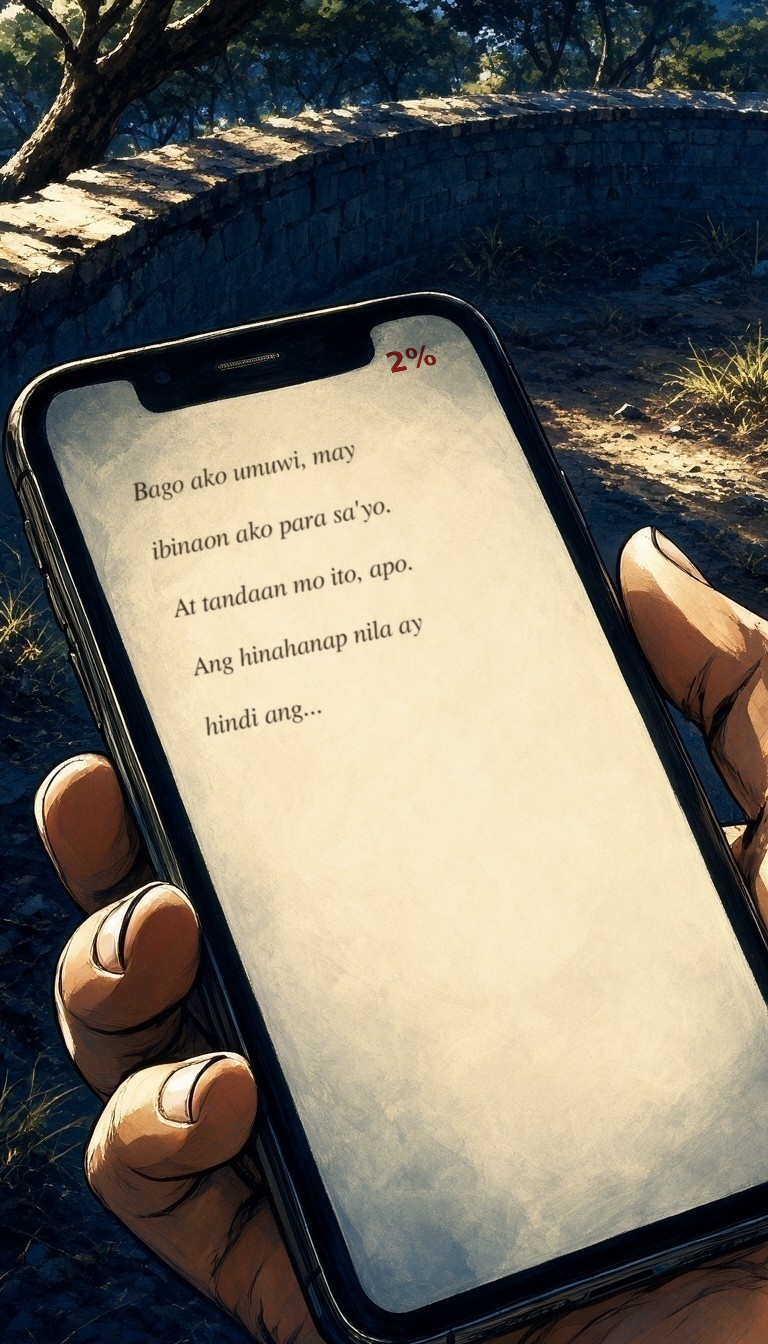 2%
Bago ako umuwi, may
ibinaon ako para sa'yo.
At tandaan mo ito, apo.
Ang hinahanap nila ay
hindi ang...